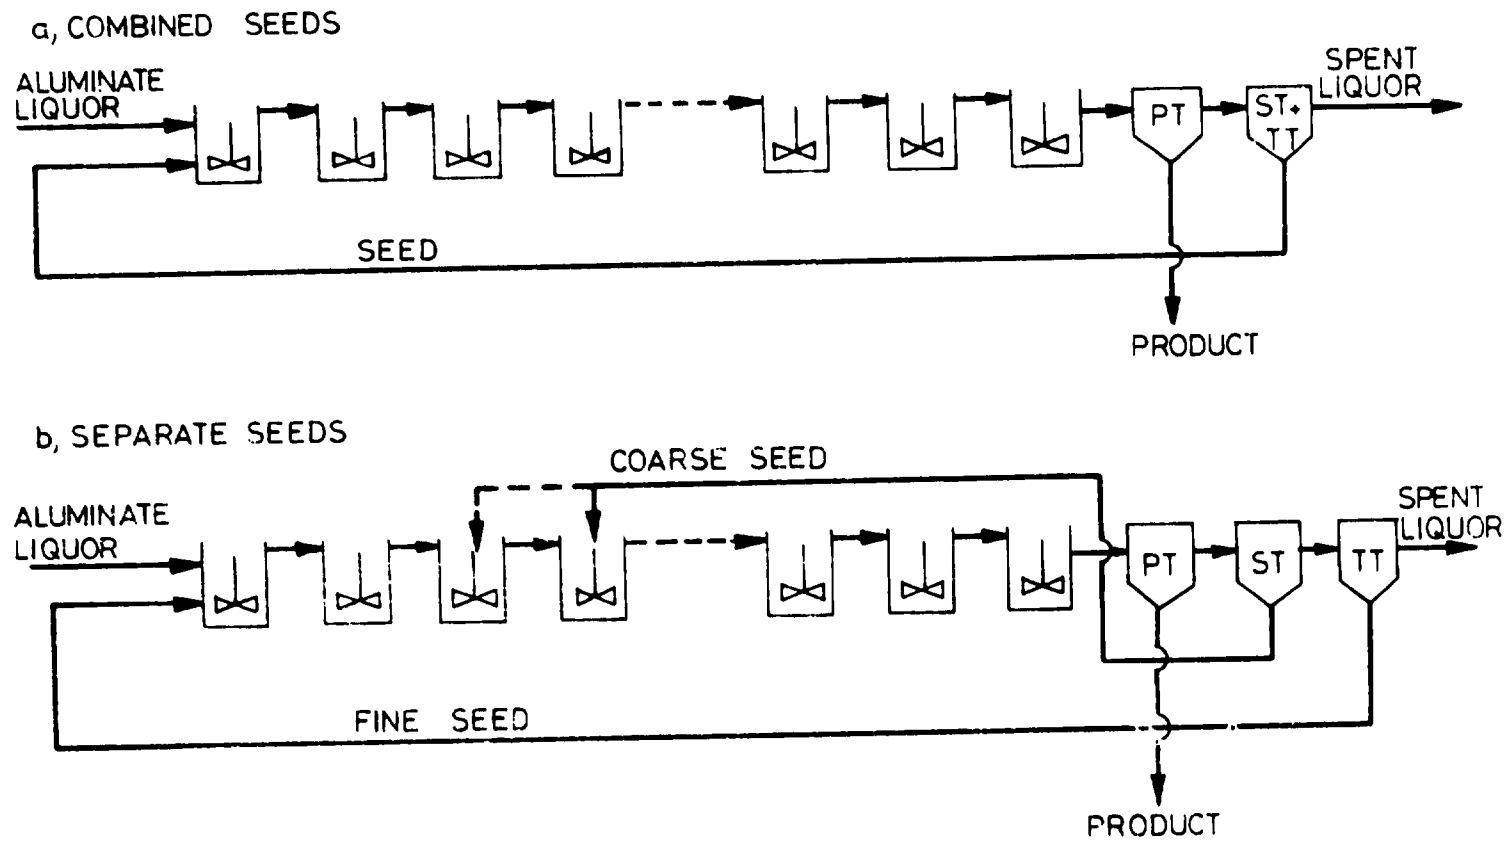 a, COMBINED SEEDS
ALUMINATE
LIQUOR
SPENT
LIQUOR
PT
ST+
TT
SEED
PRODUCT
b, SEPARATE SEEDS
COARSE SEED
ALUMINATE
LIQUOR
SPENT
LIQUOR
PT
ST
TT
FINE SEED
PRODUCT